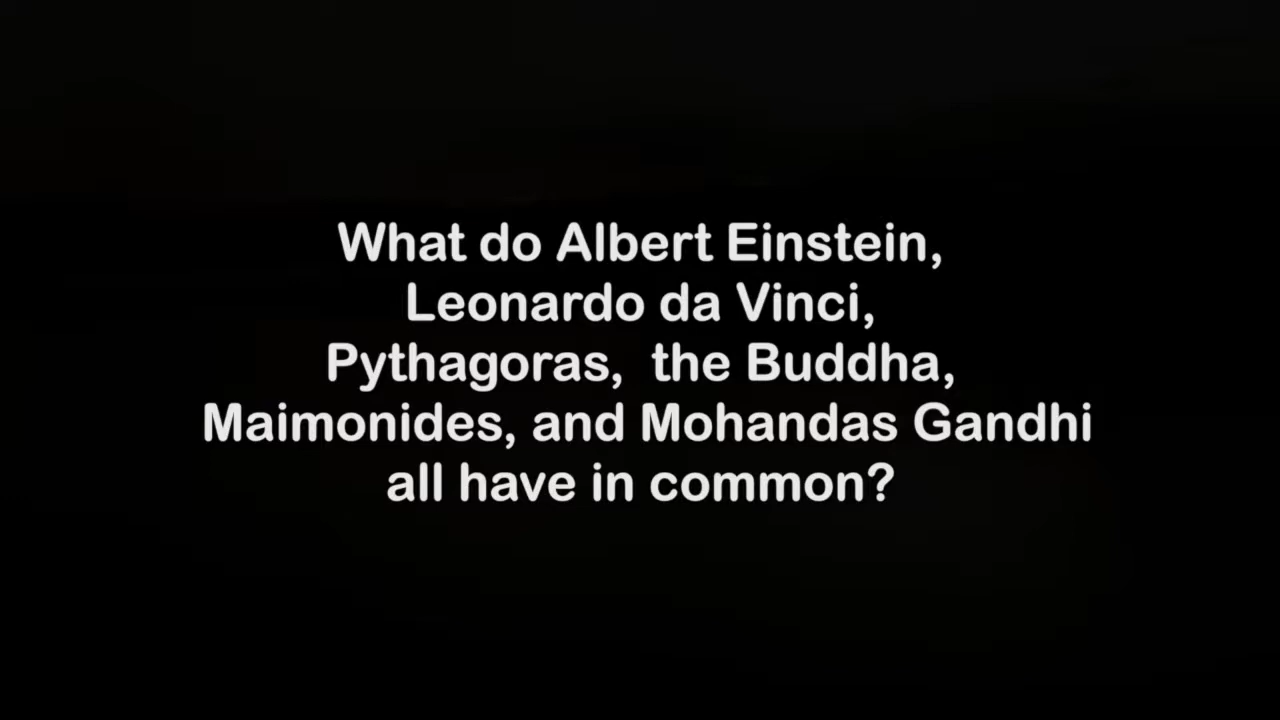 What do Albert Einstein,
Leonardo da Vinci,
Pythagoras,  the Buddha,
Maimonides, and Mohandas Gandhi
all have in common?